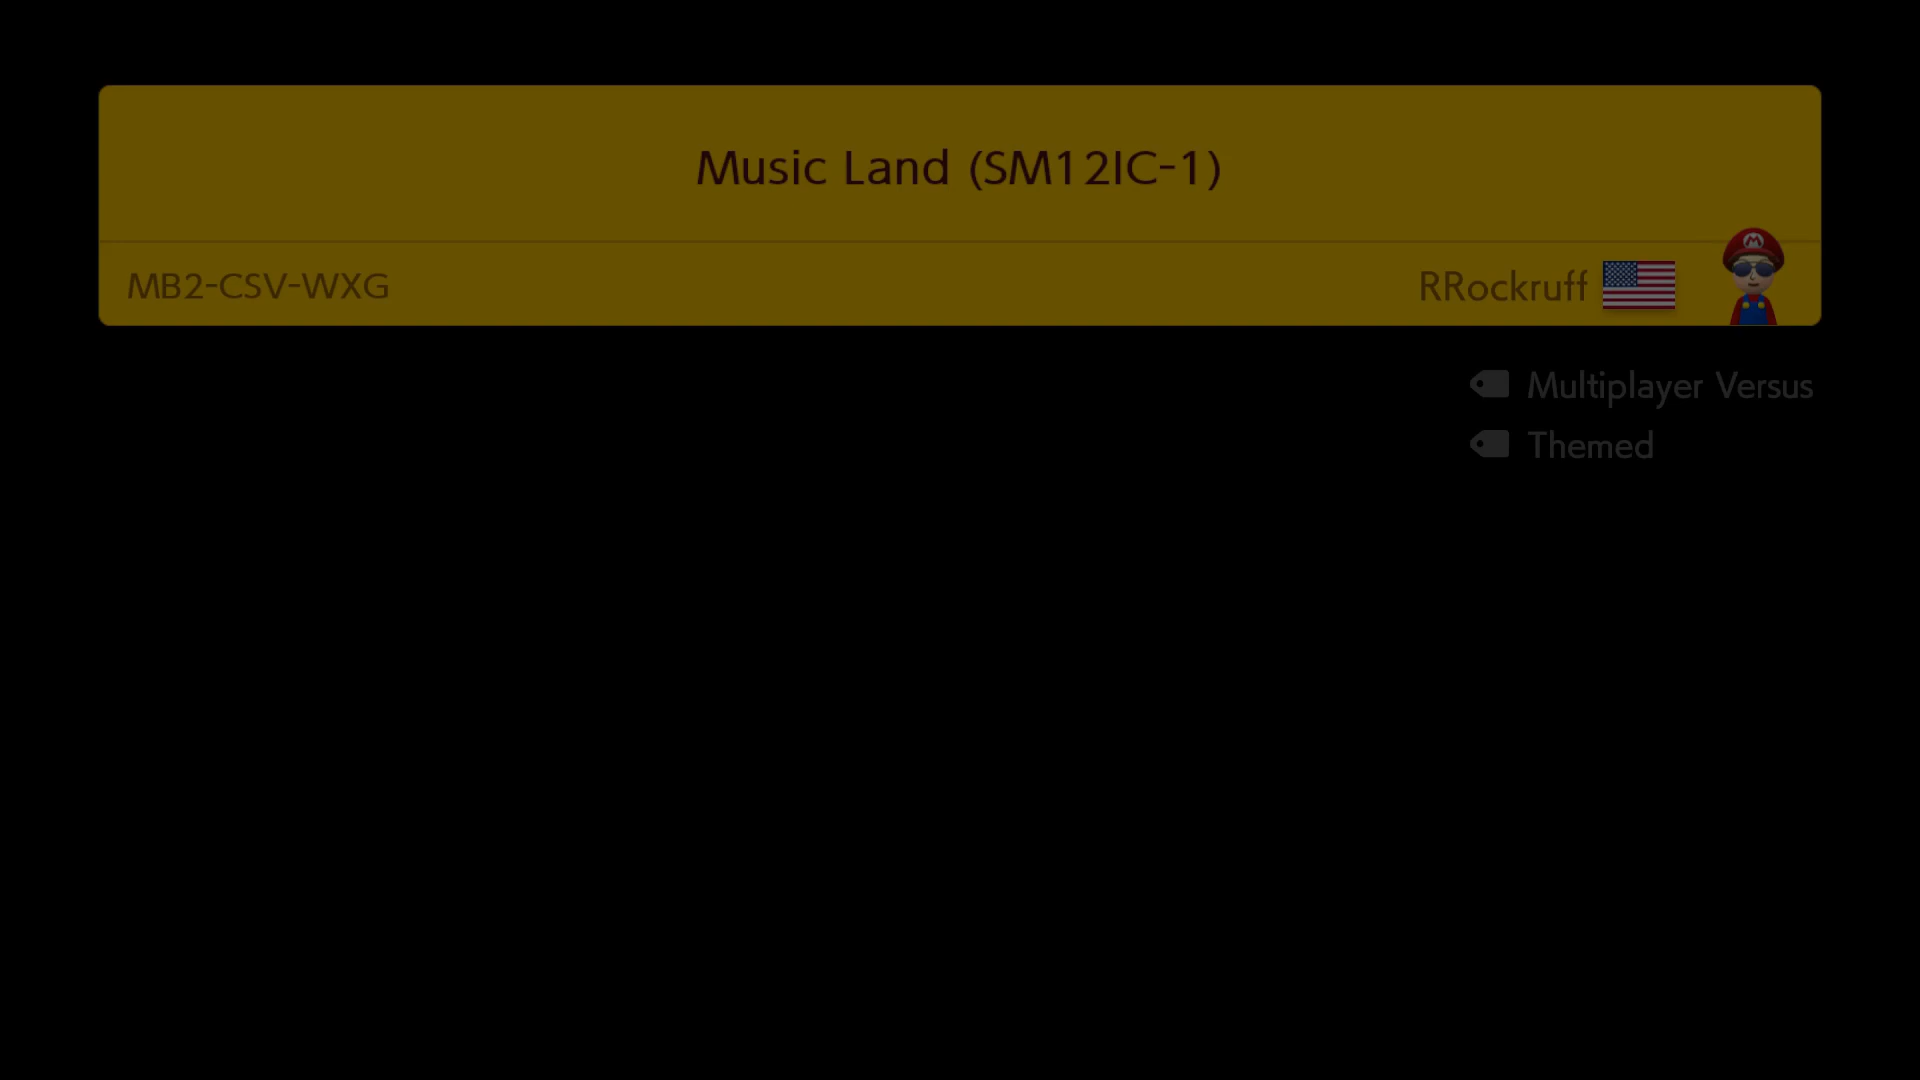 Music Land (SM12IC-1)
MB2-CSV-WXG
RRockruff
Multiplayer Versus
Themed